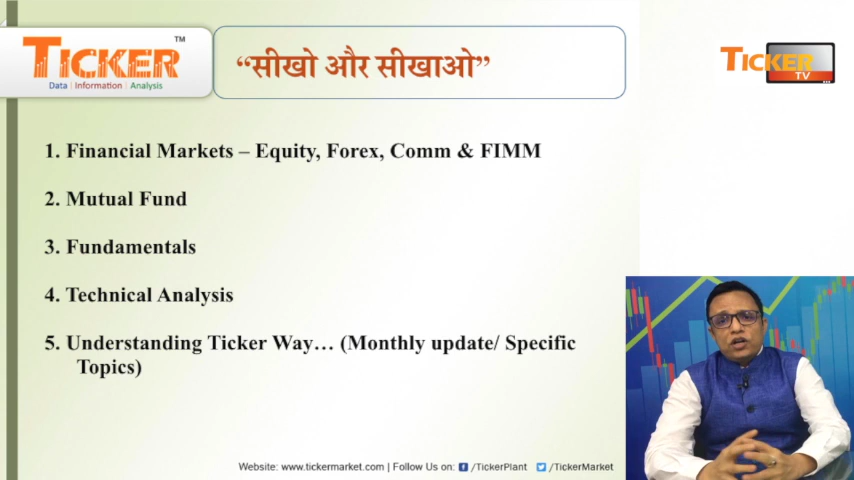 TICKER TM
Data | Information | Analysis
“सीखो और सीखाओ”
TICKER
TV
1. Financial Markets – Equity, Forex, Comm & FIMM
2. Mutual Fund
3. Fundamentals
4. Technical Analysis
5. Understanding Ticker Way… (Monthly update/ Specific
Topics)
Website: www.tickermarket.com | Follow Us on: /TickerPlant /TickerMarket